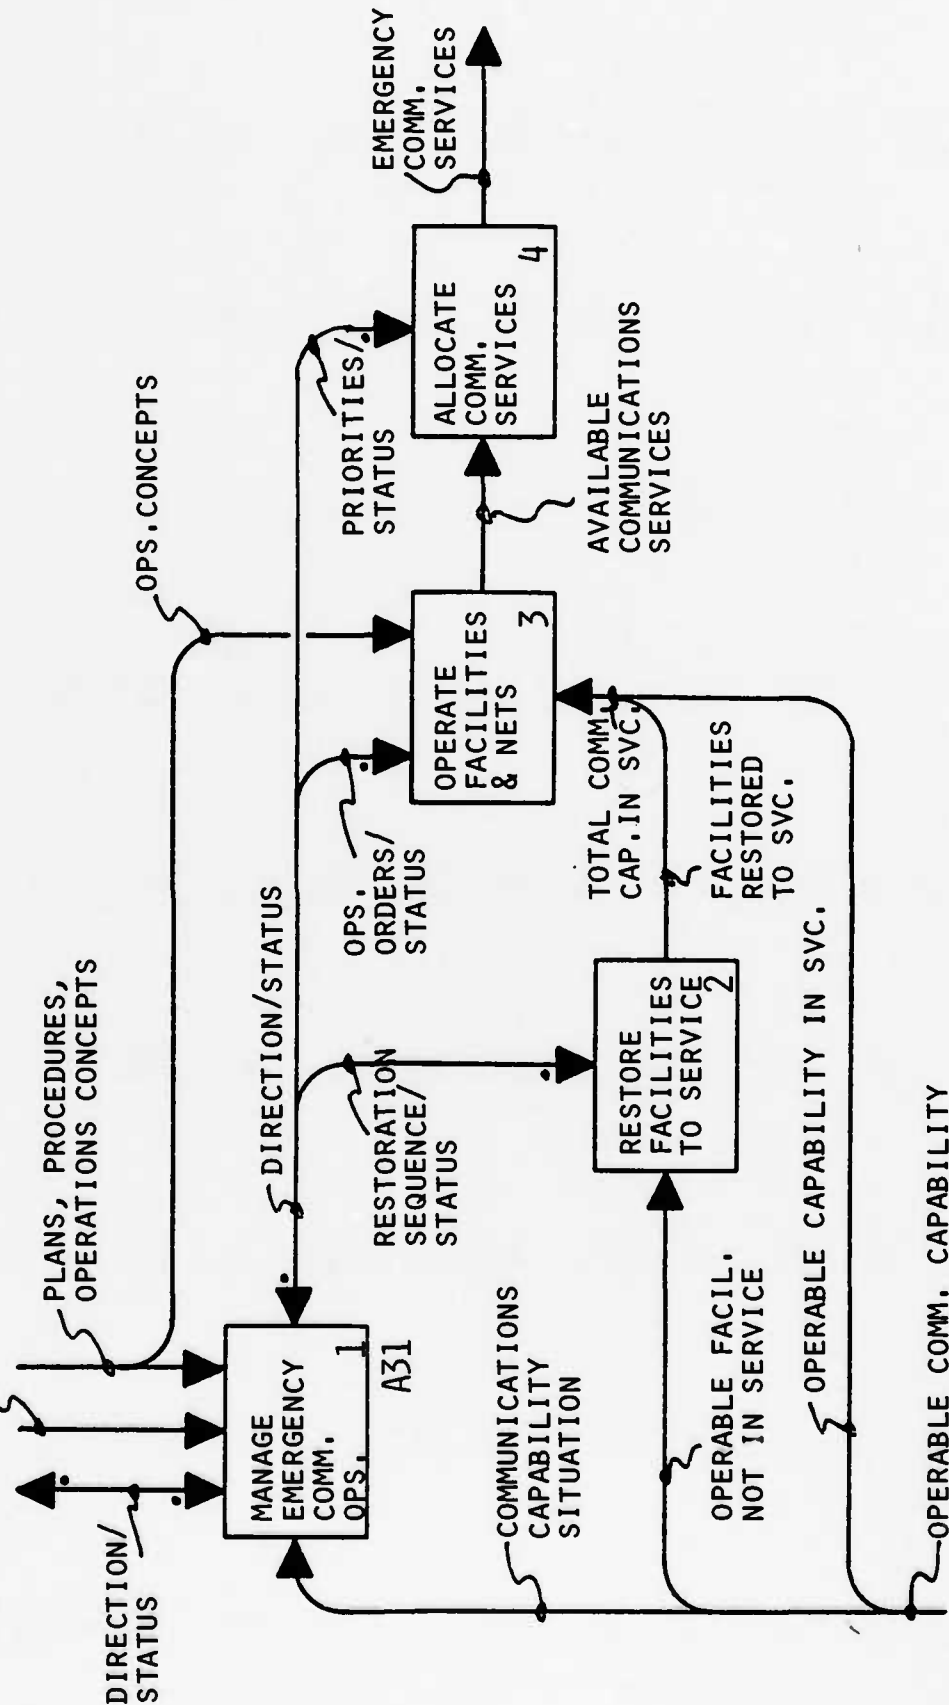 DIRECTION/
STATUS
PLANS, PROCEDURES,
OPERATIONS CONCEPTS
OPS.CONCEPTS
MANAGE
EMERGENCY
COMM.
OPS.
1
A31
DIRECTION/STATUS
RESTORATION
SEQUENCE/
STATUS
OPS.
ORDERS/
STATUS
PRIORITIES/
STATUS
EMERGENCY
COMM.
SERVICES
COMMUNICATIONS
CAPABILITY
SITUATION
RESTORE
FACILITIES
TO SERVICE
2
OPERATE
FACILITIES
& NETS
3
ALLOCATE
COMM.
SERVICES
4
AVAILABLE
COMMUNICATIONS
SERVICES
TOTAL COMM.
CAP.IN SVC.
FACILITIES
RESTORED
TO SVC.
OPERABLE FACIL.
NOT IN SERVICE
OPERABLE CAPABILITY IN SVC.
OPERABLE COMM. CAPABILITY